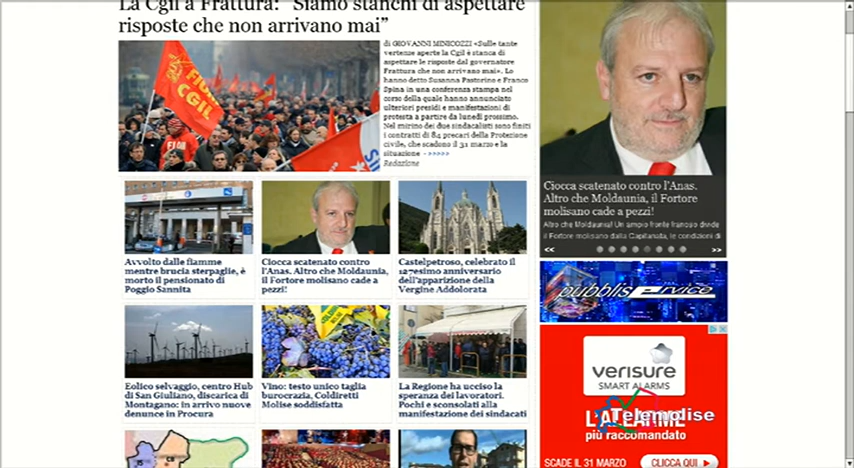 La Cgil a Frattura: "Siamo stanchi di aspettare
risposte che non arrivano mai"
FIOM
CGIL
di GIOVANNI MINICOZZI «Sulle tante
vertenze aperte la Cgil è stanca di
aspettare le risposte dal governatore
Frattura che non arrivano mai». Lo
hanno detto Susanna Pastorino e Franco
Spina in una conferenza stampa nel
corso della quale hanno annunciato
ulteriori presidi e manifestazioni di
protesta a partire da lunedì prossimo.
Nel mirino dei due sindacalisti sono finiti
i contratti di 84 precari della Protezione
civile, che scadono il 31 marzo e la
situazione - >>>>>
Redazione
Avvolto dalle fiamme
mentre brucia sterpaglie, è
morto il pensionato di
Poggio Sannita
Ciocca scatenato contro
l'Anas. Altro che Moldaunia,
il Fortore molisano cade a
pezzi!
Castelpetroso, celebrato il
127esimo anniversario
dell'apparizione della
Vergine Addolorata
Eolico selvaggio, centro Hub
di San Giuliano, discarica di
Montagano: in arrivo nuove
denunce in Procura
Vino: testo unico taglia
burocrazia, Coldiretti
Molise soddisfatta
La Regione ha ucciso la
speranza dei lavoratori.
Pochi e sconsolati alla
manifestazione dei sindacati
Ciocca scatenato contro l'Anas.
Altro che Moldaunia, il Fortore
molisano cade a pezzi!
Altro che Moldaunia! Un ampio fronte franoso divide
il Fortore molisano dalla Capitanata, le condizioni di
<< >>
pubbliservice
verisure
SMART ALARMS
L'ALLARME
Telemolise
più raccomandato
SCADE IL 31 MARZO
CLICCA QUI